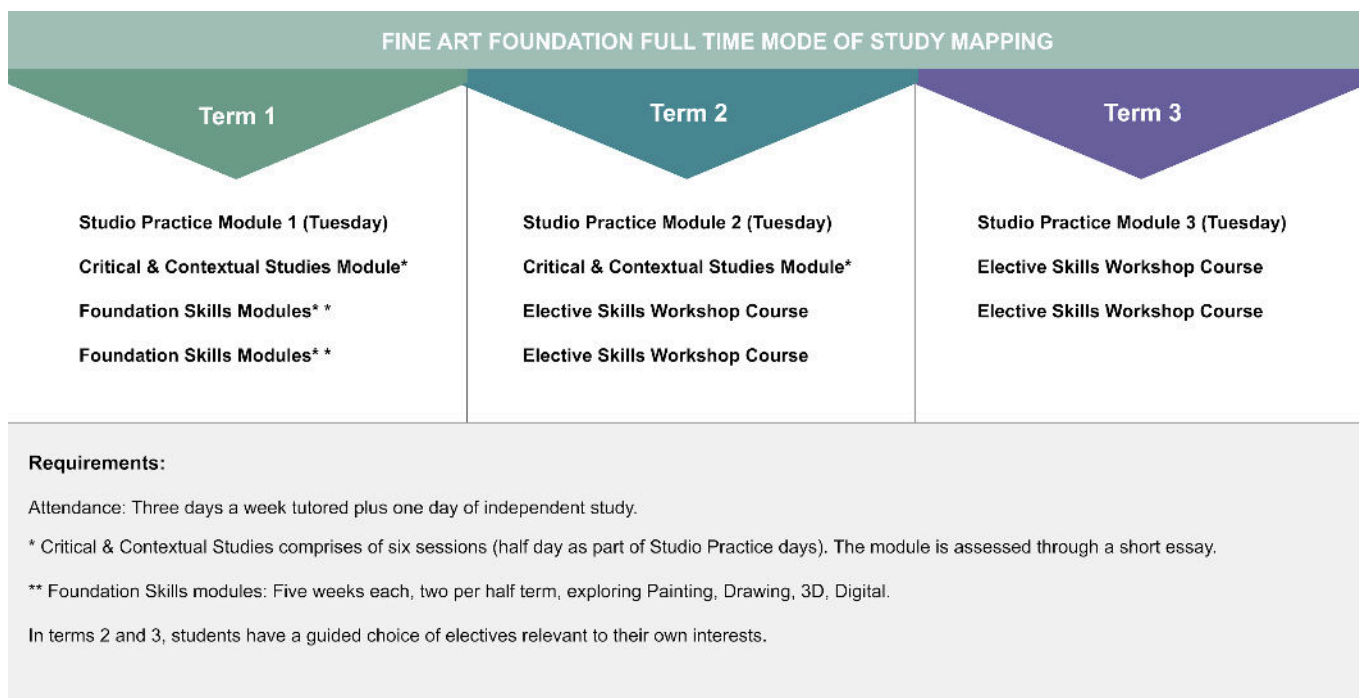 FINE ART FOUNDATION FULL TIME MODE OF STUDY MAPPING
Term 1
Studio Practice Module 1 (Tuesday)
Critical & Contextual Studies Module*
Foundation Skills Modules* *
Foundation Skills Modules* *
Term 2
Studio Practice Module 2 (Tuesday)
Critical & Contextual Studies Module*
Elective Skills Workshop Course
Elective Skills Workshop Course
Term 3
Studio Practice Module 3 (Tuesday)
Elective Skills Workshop Course
Elective Skills Workshop Course
Requirements:
Attendance: Three days a week tutored plus one day of independent study.
* Critical & Contextual Studies comprises of six sessions (half day as part of Studio Practice days). The module is assessed through a short essay.
** Foundation Skills modules: Five weeks each, two per half term, exploring Painting, Drawing, 3D, Digital.
In terms 2 and 3, students have a guided choice of electives relevant to their own interests.